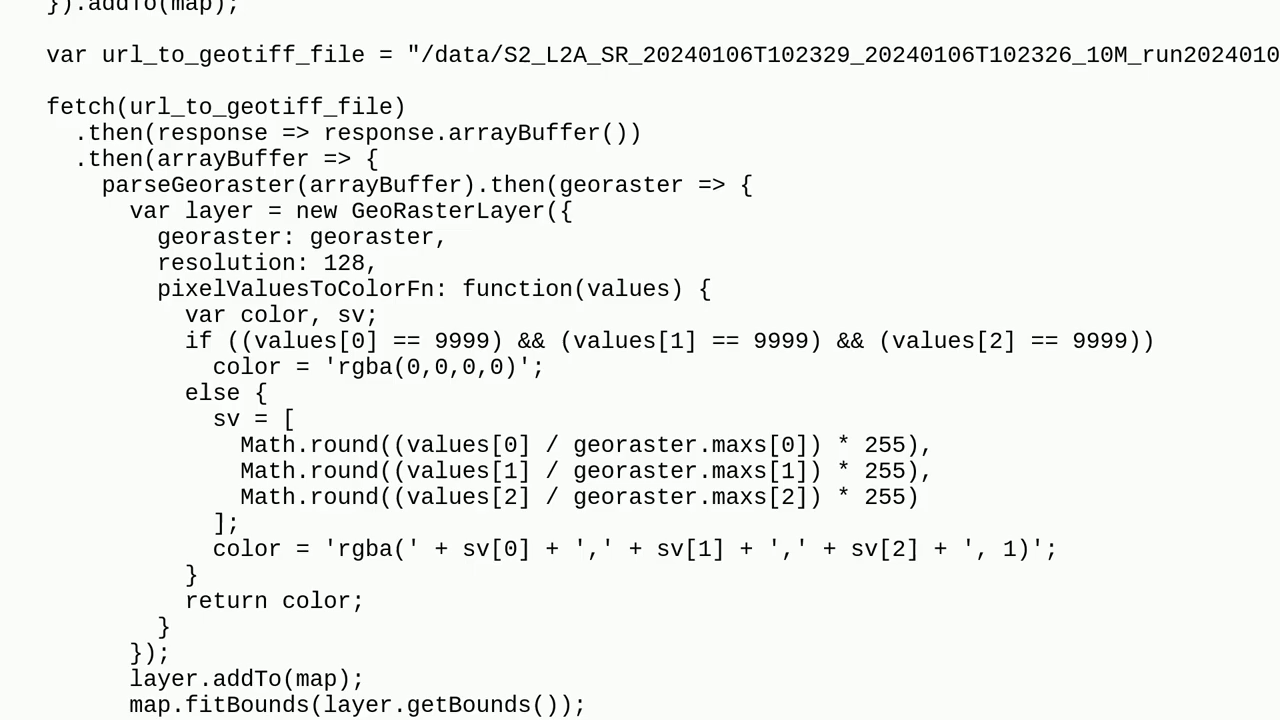 }).addTo(map);
var url_to_geotiff_file = "/data/S2_L2A_SR_20240106T102329_20240106T102326_10M_run2024010
fetch(url_to_geotiff_file)
.then(response => response.arrayBuffer())
.then(arrayBuffer => {
parseGeoraster(arrayBuffer).then(georaster => {
var layer = new GeoRasterLayer({
georaster: georaster,
resolution: 128,
pixelValuesToColorFn: function(values) {
var color, sv;
if ((values[0] == 9999) && (values[1] == 9999) && (values[2] == 9999))
color = 'rgba(0,0,0,0)';
else {
sv = [
Math.round((values[0] / georaster.maxs[0]) * 255),
Math.round((values[1] / georaster.maxs[1]) * 255),
Math.round((values[2] / georaster.maxs[2]) * 255)
];
color = 'rgba(' + sv[0] + ',' + sv[1] + ',' + sv[2] + ', 1)';
}
return color;
}
});
layer.addTo(map);
map.fitBounds(layer.getBounds());